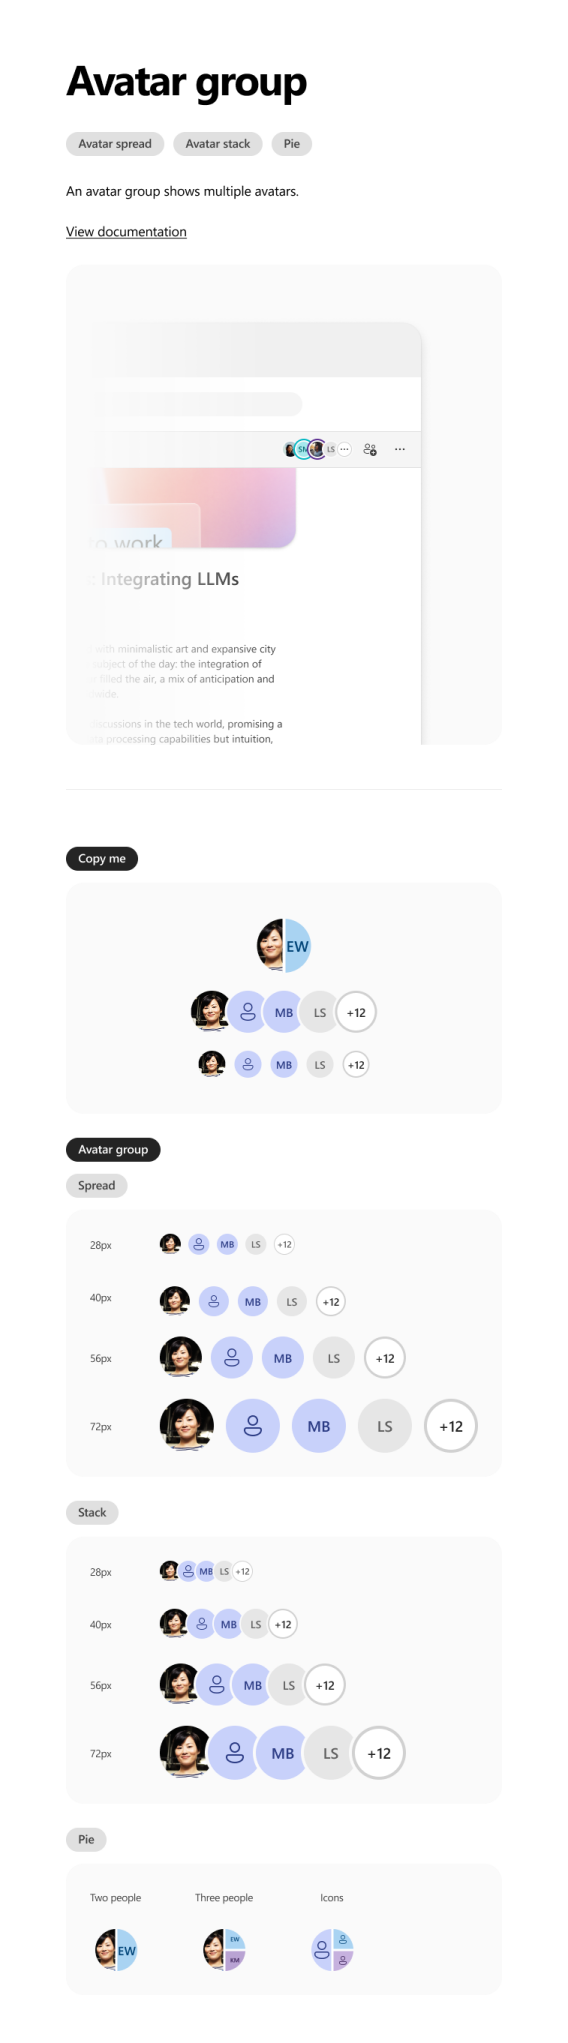 Avatar group
Avatar spread Avatar stack Pie
An avatar group shows multiple avatars.
View documentation
SM LS
to work
Integrating LLMs
with minimalistic art and expansive city
subject of the day: the integration of
filled the air, a mix of anticipation and
discussions in the tech world, promising a
processing capabilities but intuition,
Copy me
EW
MB LS +12
MB LS +12
Avatar group
Spread
28px MB LS +12
40px MB LS +12
56px MB LS +12
72px MB LS +12
Stack
28px MB LS +12
40px MB LS +12
56px MB LS +12
72px MB LS +12
Pie
Two people Three people Icons
EW EW
KM